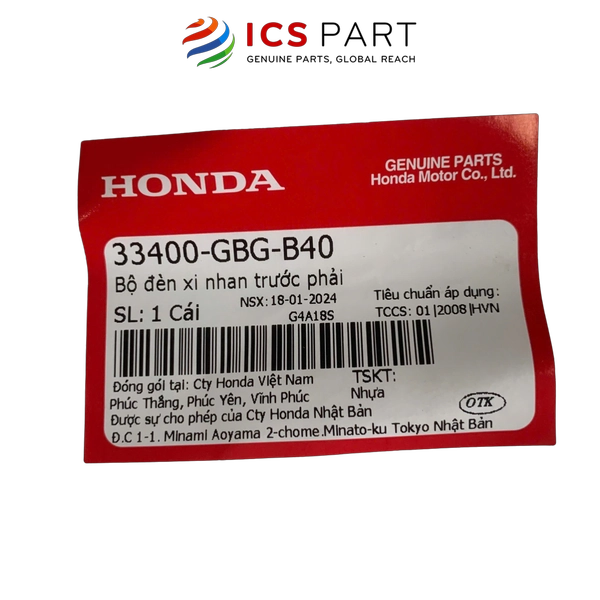 ICS PART
GENUINE PARTS, GLOBAL REACH
HONDA
GENUINE PARTS
Honda Motor Co., Ltd.
33400-GBG-B40
Bộ đèn xi nhan trước phải
SL: 1 Cái
NSX: 18-01-2024
G4A18S
Tiêu chuẩn áp dụng :
TCCS: 01|2008|HVN
Đóng gói tại: Cty Honda Việt Nam
Phúc Thắng, Phúc Yên, Vĩnh Phúc
Được sự cho phép của Cty Honda Nhật Bản
Đ.C 1-1. Minami Aoyama 2-chome.Minato-ku Tokyo Nhật Bản
TSKT:
Nhựa
OTK